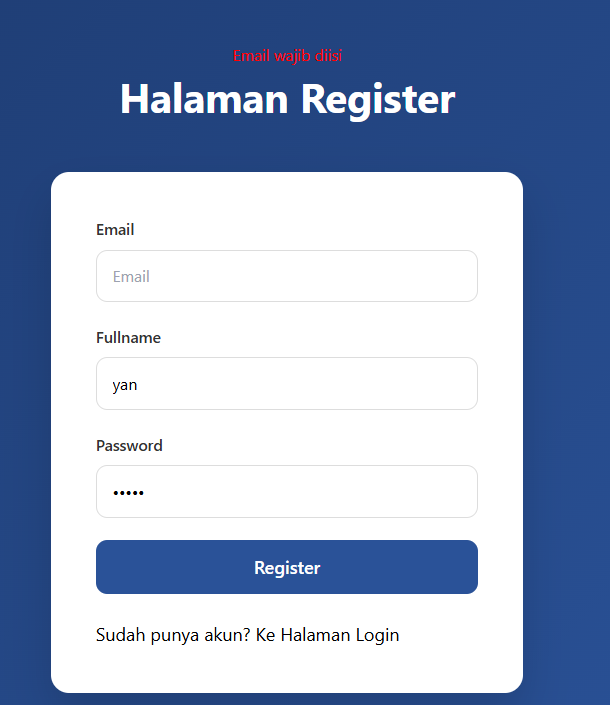 Email wajib diisi
Halaman Register
Email
Email
Fullname
yan
Password
•••••
Register
Sudah punya akun? Ke Halaman Login